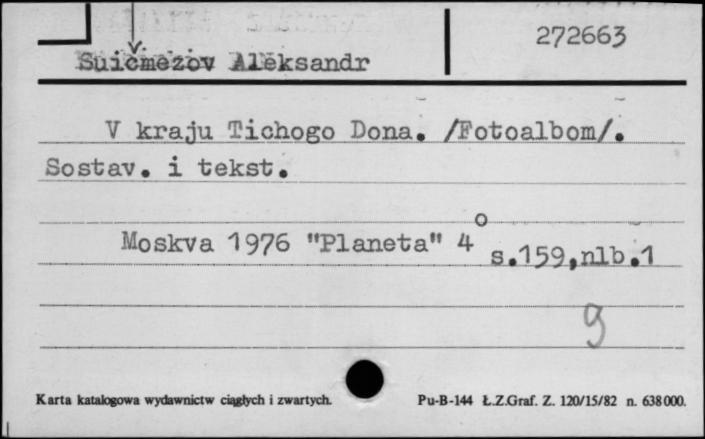 272663
Suičmezov Aleksandr
V kraju Tichogo Dona. /Fotoalbom/.
Sostav. i tekst.
Moskva 1976 "Planeta" 4° s.159,nlb.1
9
Karta katalogowa wydawnictw ciągłych i zwartych. Pu-B-144 Ł.Z.Graf. Z. 120/15/82 n. 638000.